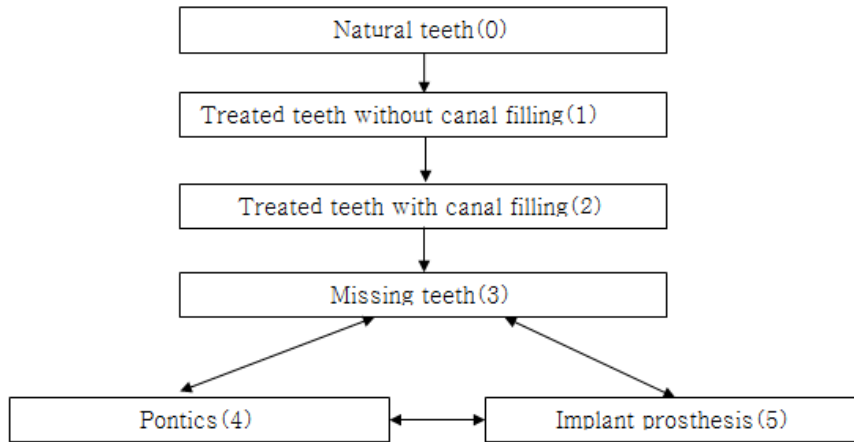 Natural teeth(0)
Treated teeth without canal filling(1)
Treated teeth with canal filling(2)
Missing teeth(3)
Pontics(4)
Implant prosthesis(5)